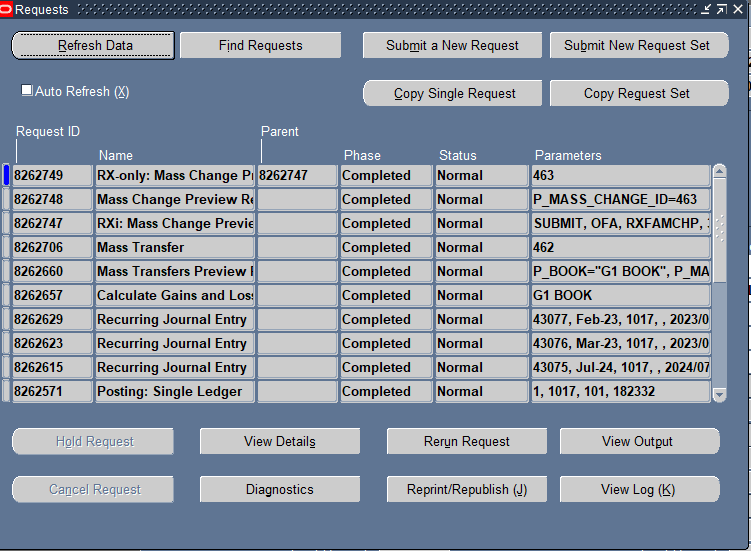 Requests
Refresh Data Find Requests Submit a New Request Submit New Request Set
Auto Refresh (X) Copy Single Request Copy Request Set
Request ID Parent
Name Phase Status Parameters
8262749 RX-only: Mass Change Pr 8262747 Completed Normal 463
8262748 Mass Change Preview Re Completed Normal P_MASS_CHANGE_ID=463
8262747 RXi: Mass Change Previe Completed Normal SUBMIT, OFA, RXFAMCHP, 
8262706 Mass Transfer Completed Normal 462
8262660 Mass Transfers Preview Completed Normal P_BOOK="G1 BOOK", P_MA
8262657 Calculate Gains and Los Completed Normal G1 BOOK
8262629 Recurring Journal Entry Completed Normal 43077, Feb-23, 1017, , 2023/0
8262623 Recurring Journal Entry Completed Normal 43076, Mar-23, 1017, , 2023/0
8262615 Recurring Journal Entry Completed Normal 43075, Jul-24, 1017, , 2024/07
8262571 Posting: Single Ledger Completed Normal 1, 1017, 101, 182332
Hold Request View Details Rerun Request View Output
Cancel Request Diagnostics Reprint/Republish (J) View Log (K)